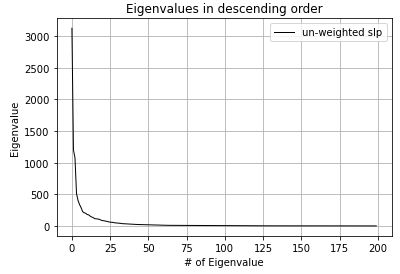 Eigenvalues in descending order
un-weighted slp
3000
2500
2000
1500
1000
500
0
Eigenvalue
0 25 50 75 100 125 150 175 200
# of Eigenvalue